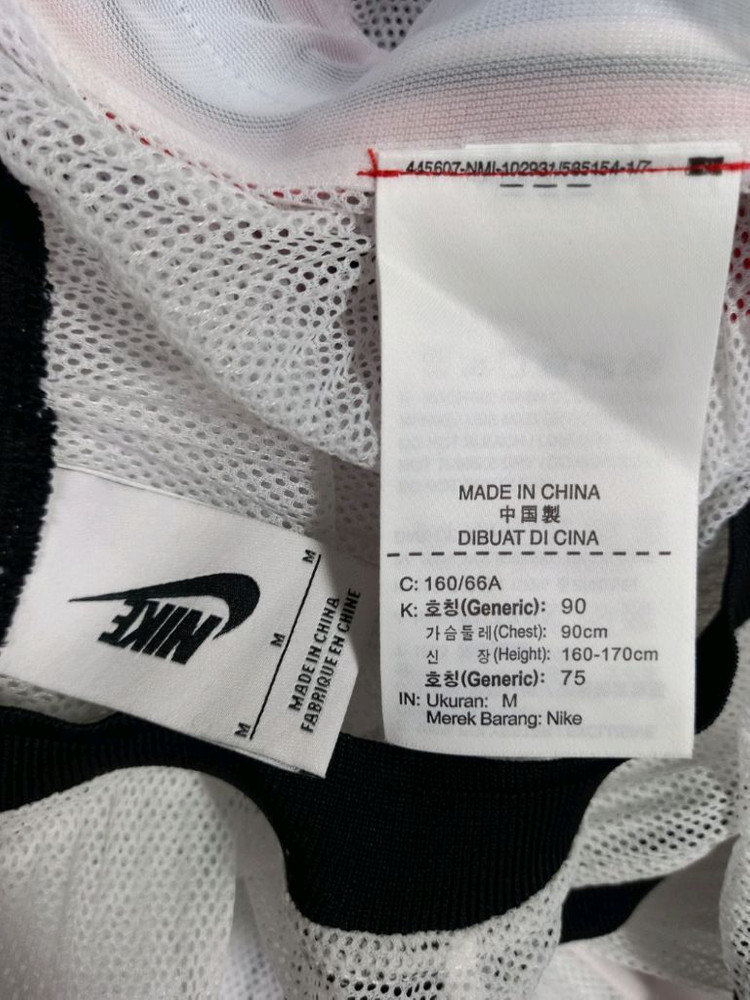 445607-NMI-102931/585154-1/7
MADE IN CHINA
中国製
DIBUAT DI CINA
C: 160/66A
K: 호칭(Generic): 90
가슴둘레(Chest): 90cm
신 장(Height): 160-170cm
호칭(Generic): 75
IN: Ukuran: M
Merek Barang: Nike
NIKE
M
M
M
MADE IN CHINA
FABRIQUE EN CHINE